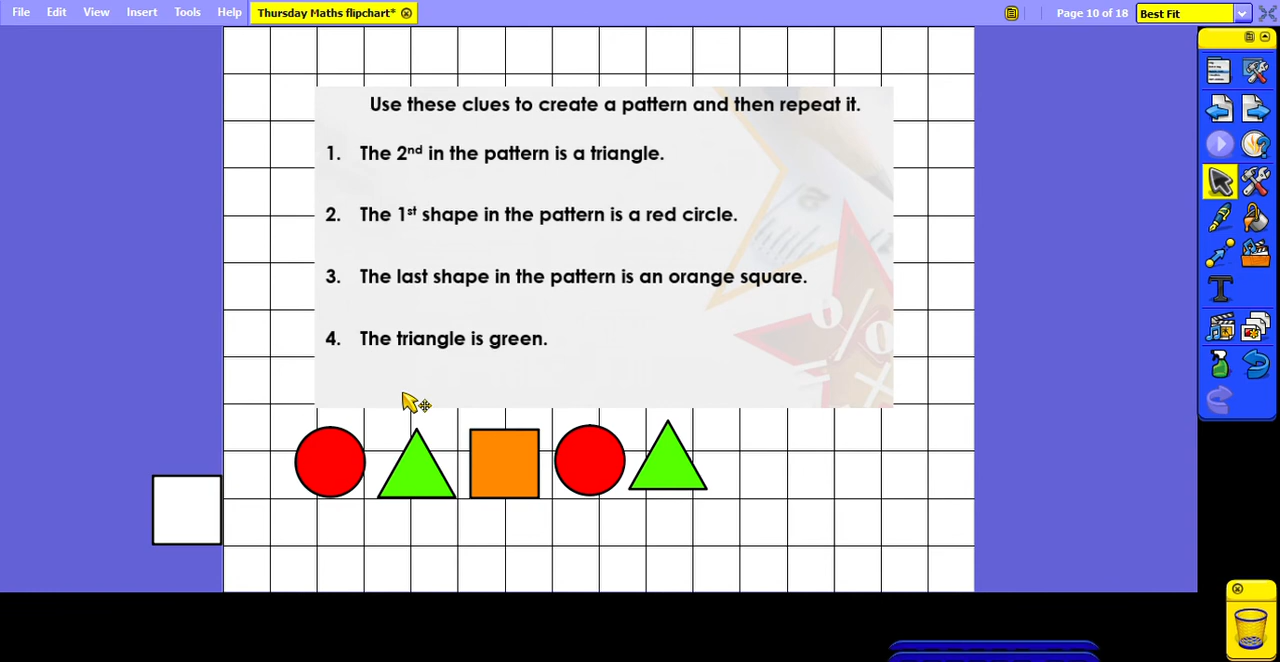 File Edit View Insert Tools Help Thursday Maths flipchart* Page 10 of 18 Best Fit
Use these clues to create a pattern and then repeat it.
1. The 2nd in the pattern is a triangle.
2. The 1st shape in the pattern is a red circle.
3. The last shape in the pattern is an orange square.
4. The triangle is green.